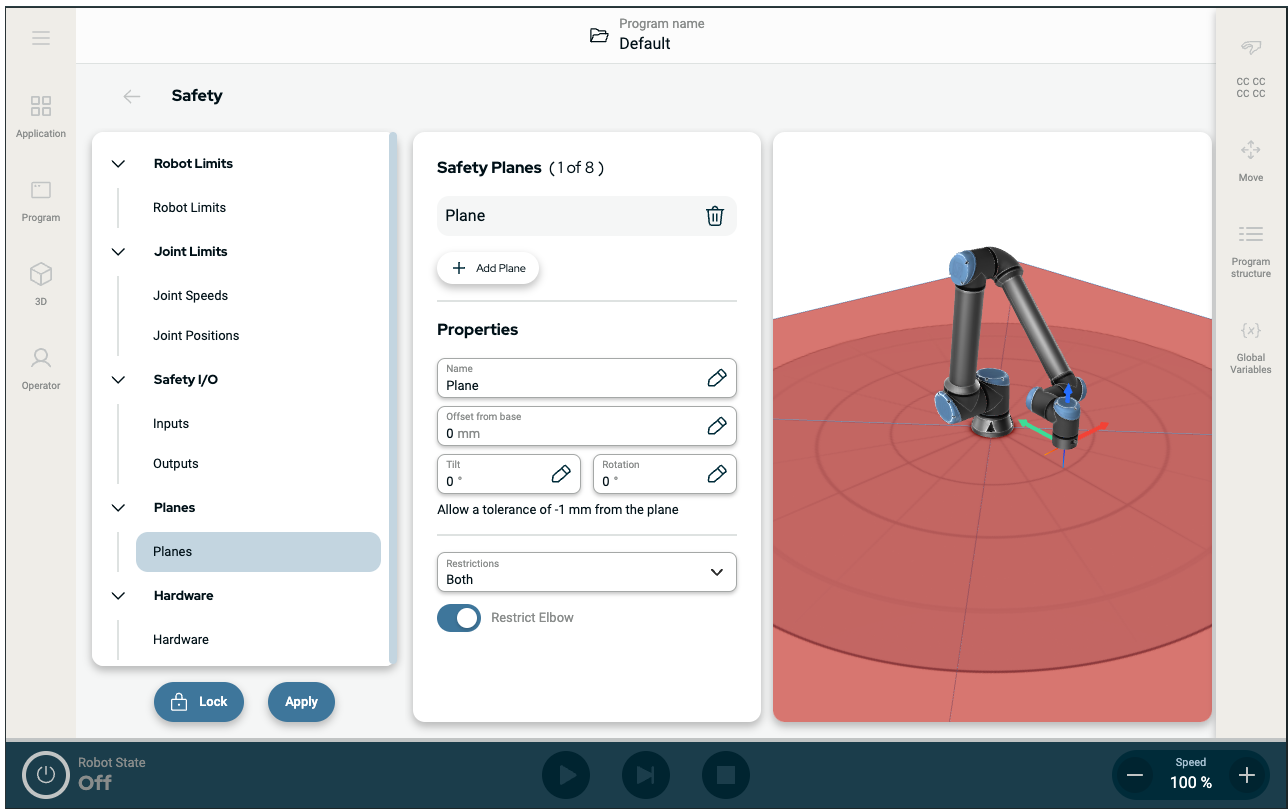 Program name
Default
Application
Program
3D
Operator
Safety
Robot Limits
Robot Limits
Joint Limits
Joint Speeds
Joint Positions
Safety I/O
Inputs
Outputs
Planes
Planes
Hardware
Hardware
Lock
Apply
Safety Planes ( 1 of 8 )
Plane
Add Plane
Properties
Name
Plane
Offset from base
0 mm
Tilt
0 °
Rotation
0 °
Allow a tolerance of -1 mm from the plane
Restrictions
Both
Restrict Elbow
CC CC
CC CC
Move
Program
structure
{x}
Global
Variables
Robot State
Off
Speed
100 %